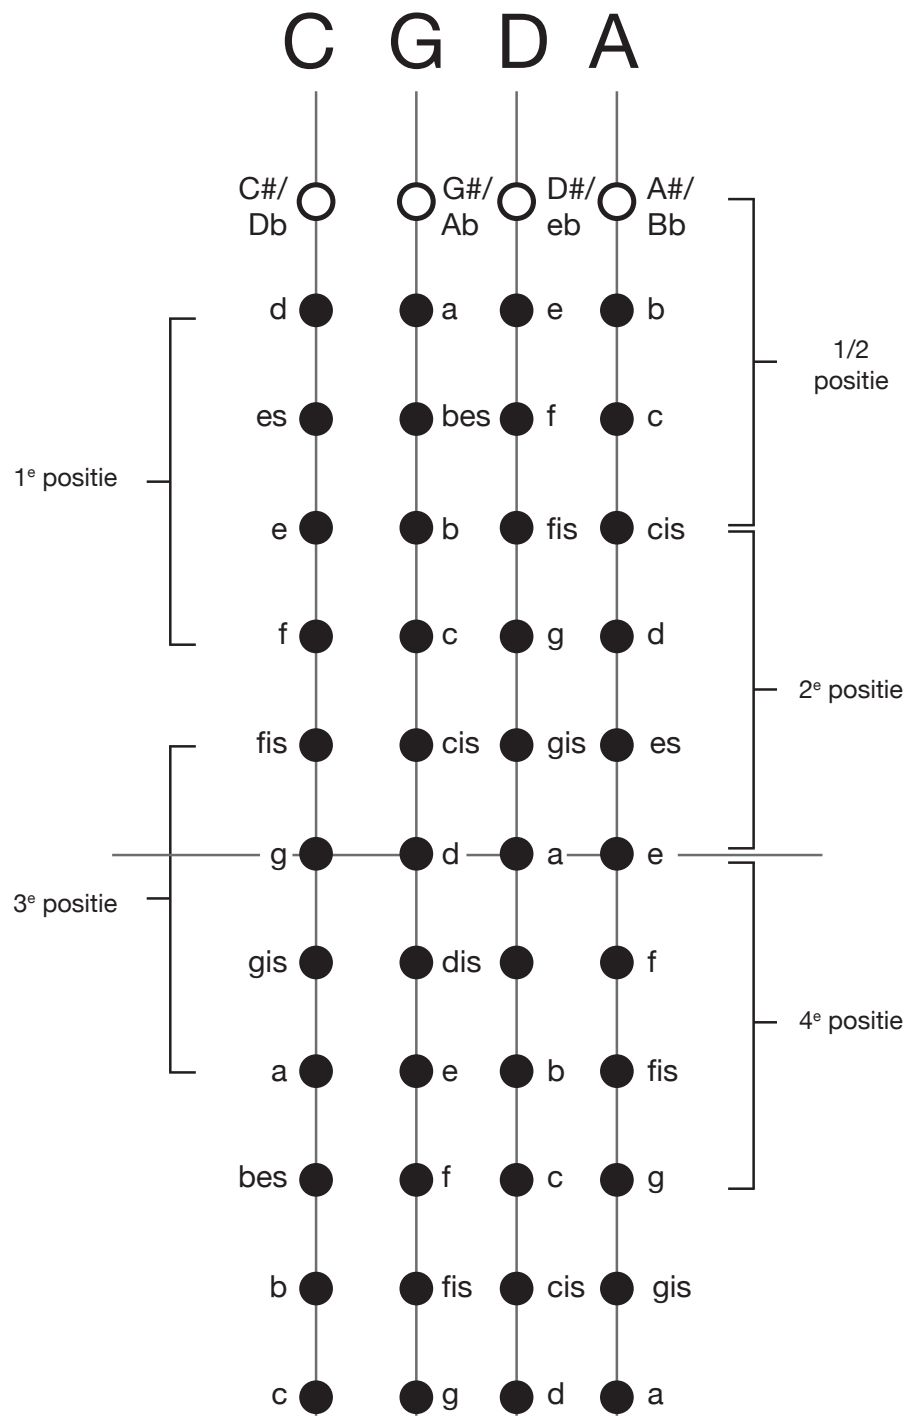 C G D A
C#/ G#/ D#/ A#/
Db Ab eb Bb
d a e b
1/2
positie
es bes f c
1e positie
e b fis cis
f c g d
2e positie
fis cis gis es
g d a e
3e positie
gis dis f
4e positie
a e b fis
bes f c g
b fis cis gis
c g d a